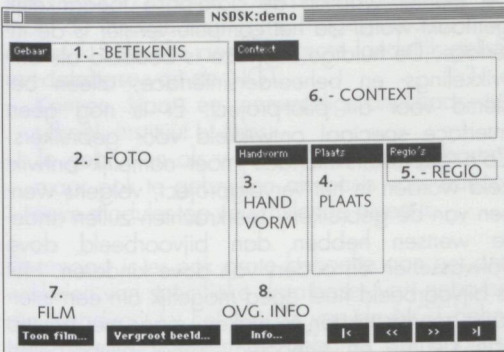 NSDSK:demo
Gebaar 1. - BETEKENIS Context
6. - CONTEXT
2. - FOTO
Handvorm Plaats Regio's
5. - REGIO
3. 4.
HAND PLAATS
VORM
7. 8.
FILM OVG. INFO
Toon film... Vergroot beeld... Info... |< << >> >|